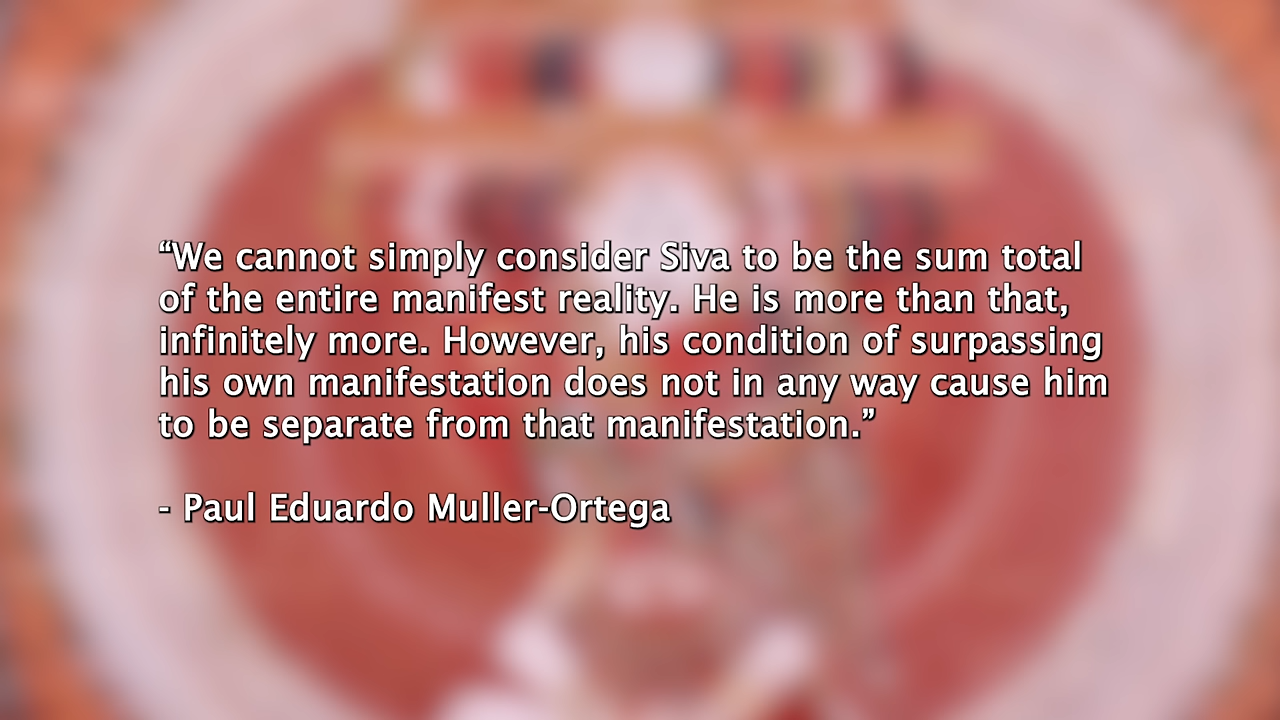 “We cannot simply consider Siva to be the sum total
of the entire manifest reality. He is more than that,
infinitely more. However, his condition of surpassing
his own manifestation does not in any way cause him
to be separate from that manifestation.”
- Paul Eduardo Muller-Ortega